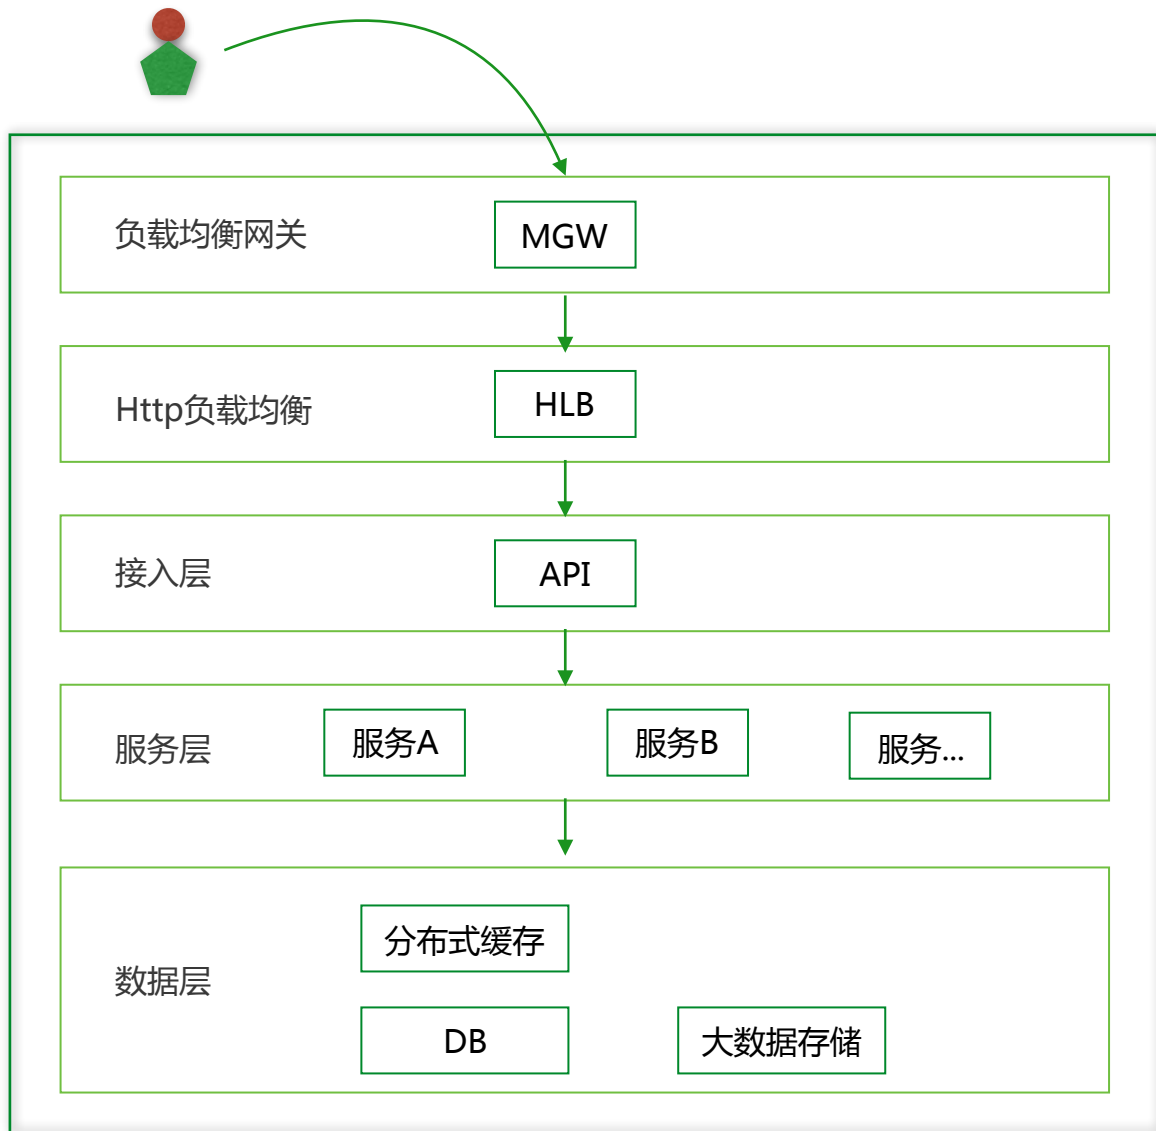 负载均衡网关
MGW
Http负载均衡
HLB
接入层
API
服务层
服务A
服务B
服务...
数据层
分布式缓存
DB
大数据存储